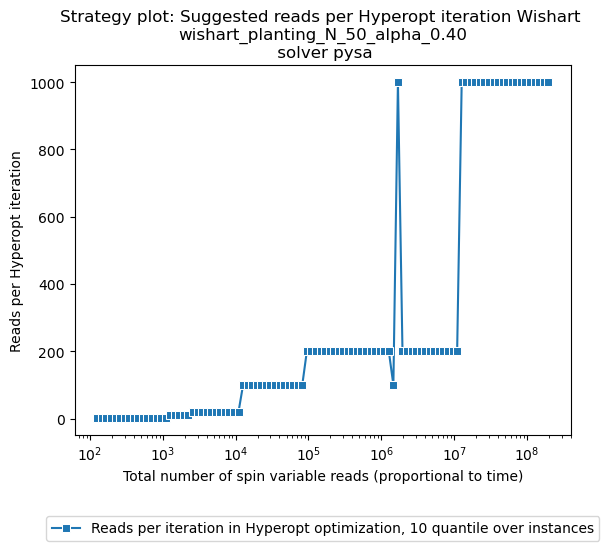 Strategy plot: Suggested reads per Hyperopt iteration Wishart
wishart_planting_N_50_alpha_0.40
solver pysa
1000
800
600
400
200
0
Reads per Hyperopt iteration
10²
10³
10⁴
10⁵
10⁶
10⁷
10⁸
Total number of spin variable reads (proportional to time)
Reads per iteration in Hyperopt optimization, 10 quantile over instances